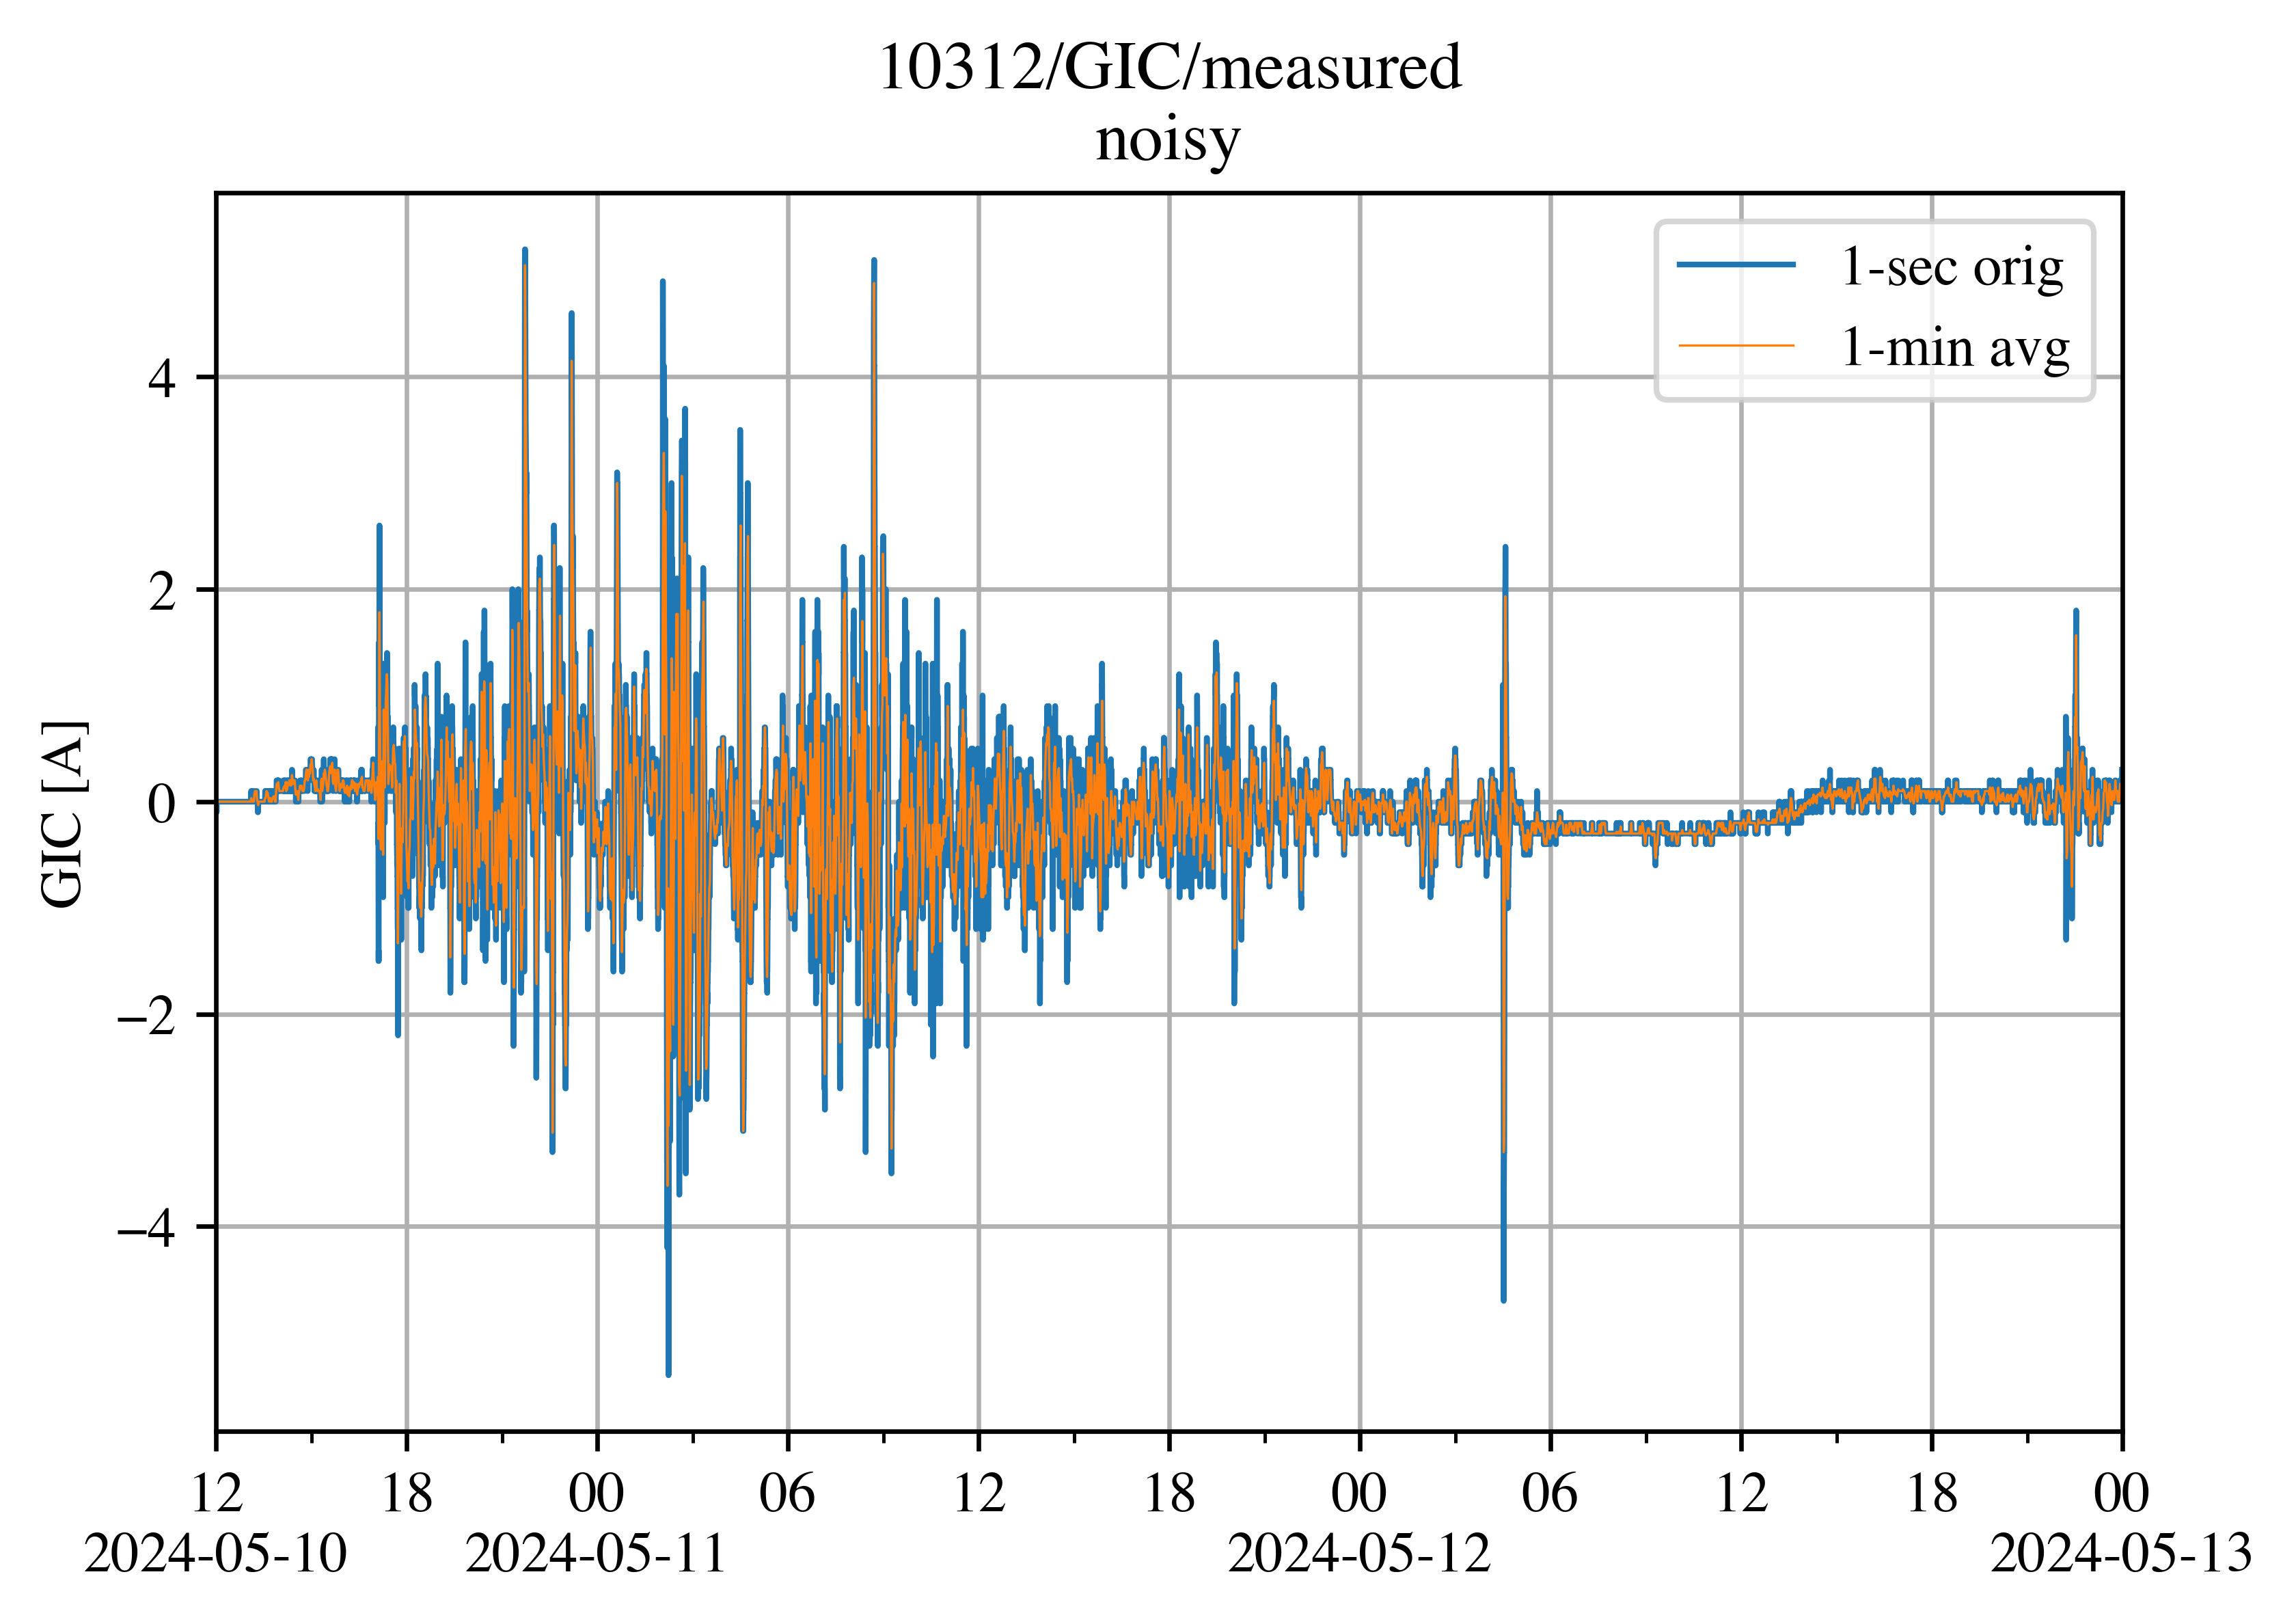 10312/GIC/measured
noisy
1-sec orig
1-min avg
4
2
0
−2
−4
GIC [A]
12 18 00 06 12 18 00 06 12 18 00
2024-05-10 2024-05-11 2024-05-12 2024-05-13